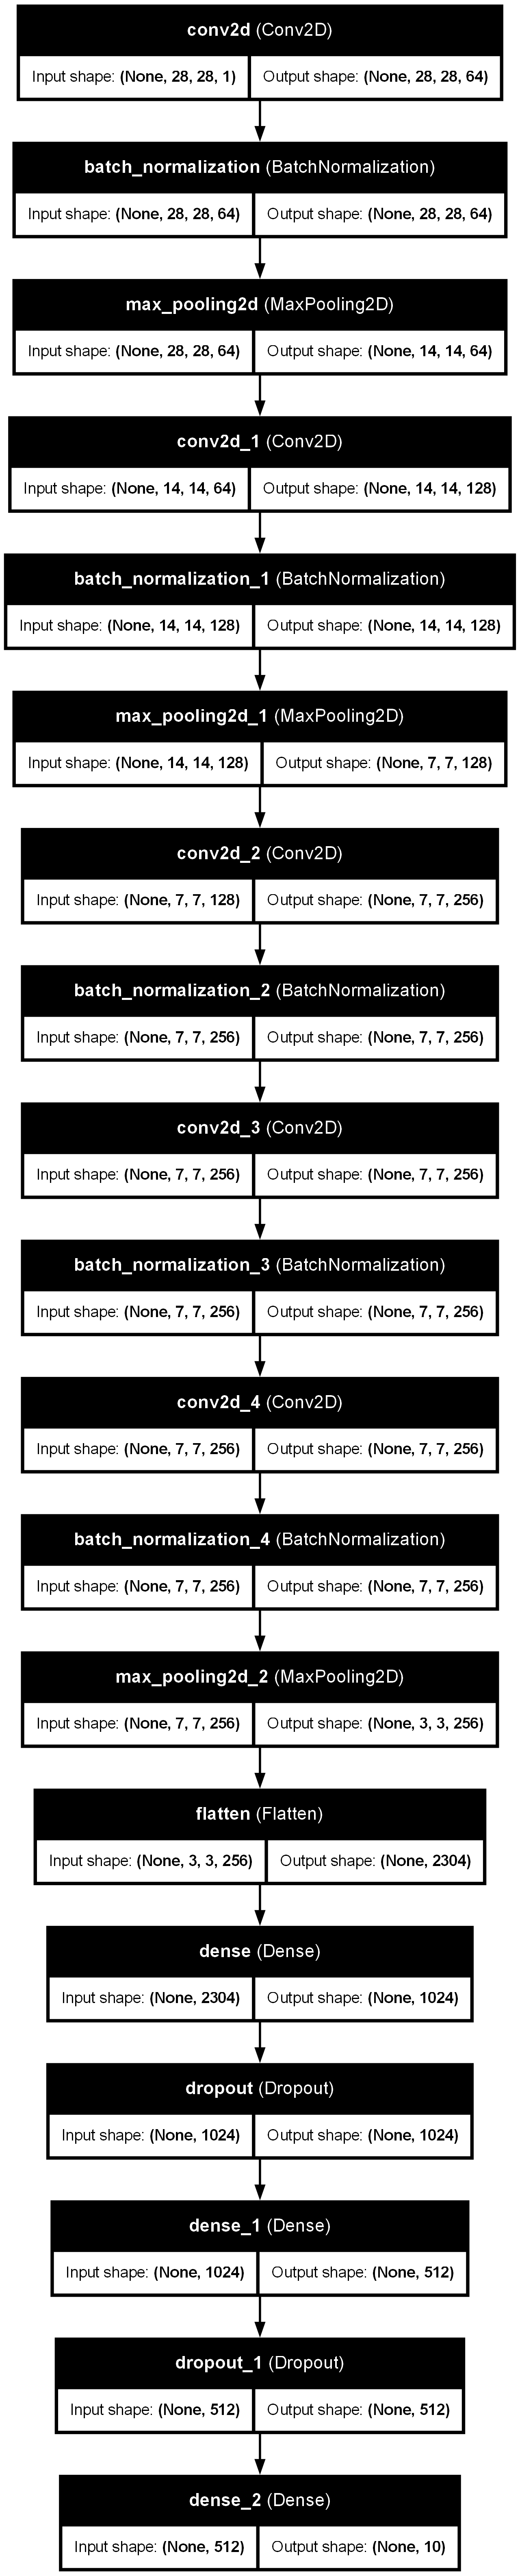 conv2d (Conv2D)
Input shape: (None, 28, 28, 1) Output shape: (None, 28, 28, 64)
batch_normalization (BatchNormalization)
Input shape: (None, 28, 28, 64) Output shape: (None, 28, 28, 64)
max_pooling2d (MaxPooling2D)
Input shape: (None, 28, 28, 64) Output shape: (None, 14, 14, 64)
conv2d_1 (Conv2D)
Input shape: (None, 14, 14, 64) Output shape: (None, 14, 14, 128)
batch_normalization_1 (BatchNormalization)
Input shape: (None, 14, 14, 128) Output shape: (None, 14, 14, 128)
max_pooling2d_1 (MaxPooling2D)
Input shape: (None, 14, 14, 128) Output shape: (None, 7, 7, 128)
conv2d_2 (Conv2D)
Input shape: (None, 7, 7, 128) Output shape: (None, 7, 7, 256)
batch_normalization_2 (BatchNormalization)
Input shape: (None, 7, 7, 256) Output shape: (None, 7, 7, 256)
conv2d_3 (Conv2D)
Input shape: (None, 7, 7, 256) Output shape: (None, 7, 7, 256)
batch_normalization_3 (BatchNormalization)
Input shape: (None, 7, 7, 256) Output shape: (None, 7, 7, 256)
conv2d_4 (Conv2D)
Input shape: (None, 7, 7, 256) Output shape: (None, 7, 7, 256)
batch_normalization_4 (BatchNormalization)
Input shape: (None, 7, 7, 256) Output shape: (None, 7, 7, 256)
max_pooling2d_2 (MaxPooling2D)
Input shape: (None, 7, 7, 256) Output shape: (None, 3, 3, 256)
flatten (Flatten)
Input shape: (None, 3, 3, 256) Output shape: (None, 2304)
dense (Dense)
Input shape: (None, 2304) Output shape: (None, 1024)
dropout (Dropout)
Input shape: (None, 1024) Output shape: (None, 1024)
dense_1 (Dense)
Input shape: (None, 1024) Output shape: (None, 512)
dropout_1 (Dropout)
Input shape: (None, 512) Output shape: (None, 512)
dense_2 (Dense)
Input shape: (None, 512) Output shape: (None, 10)